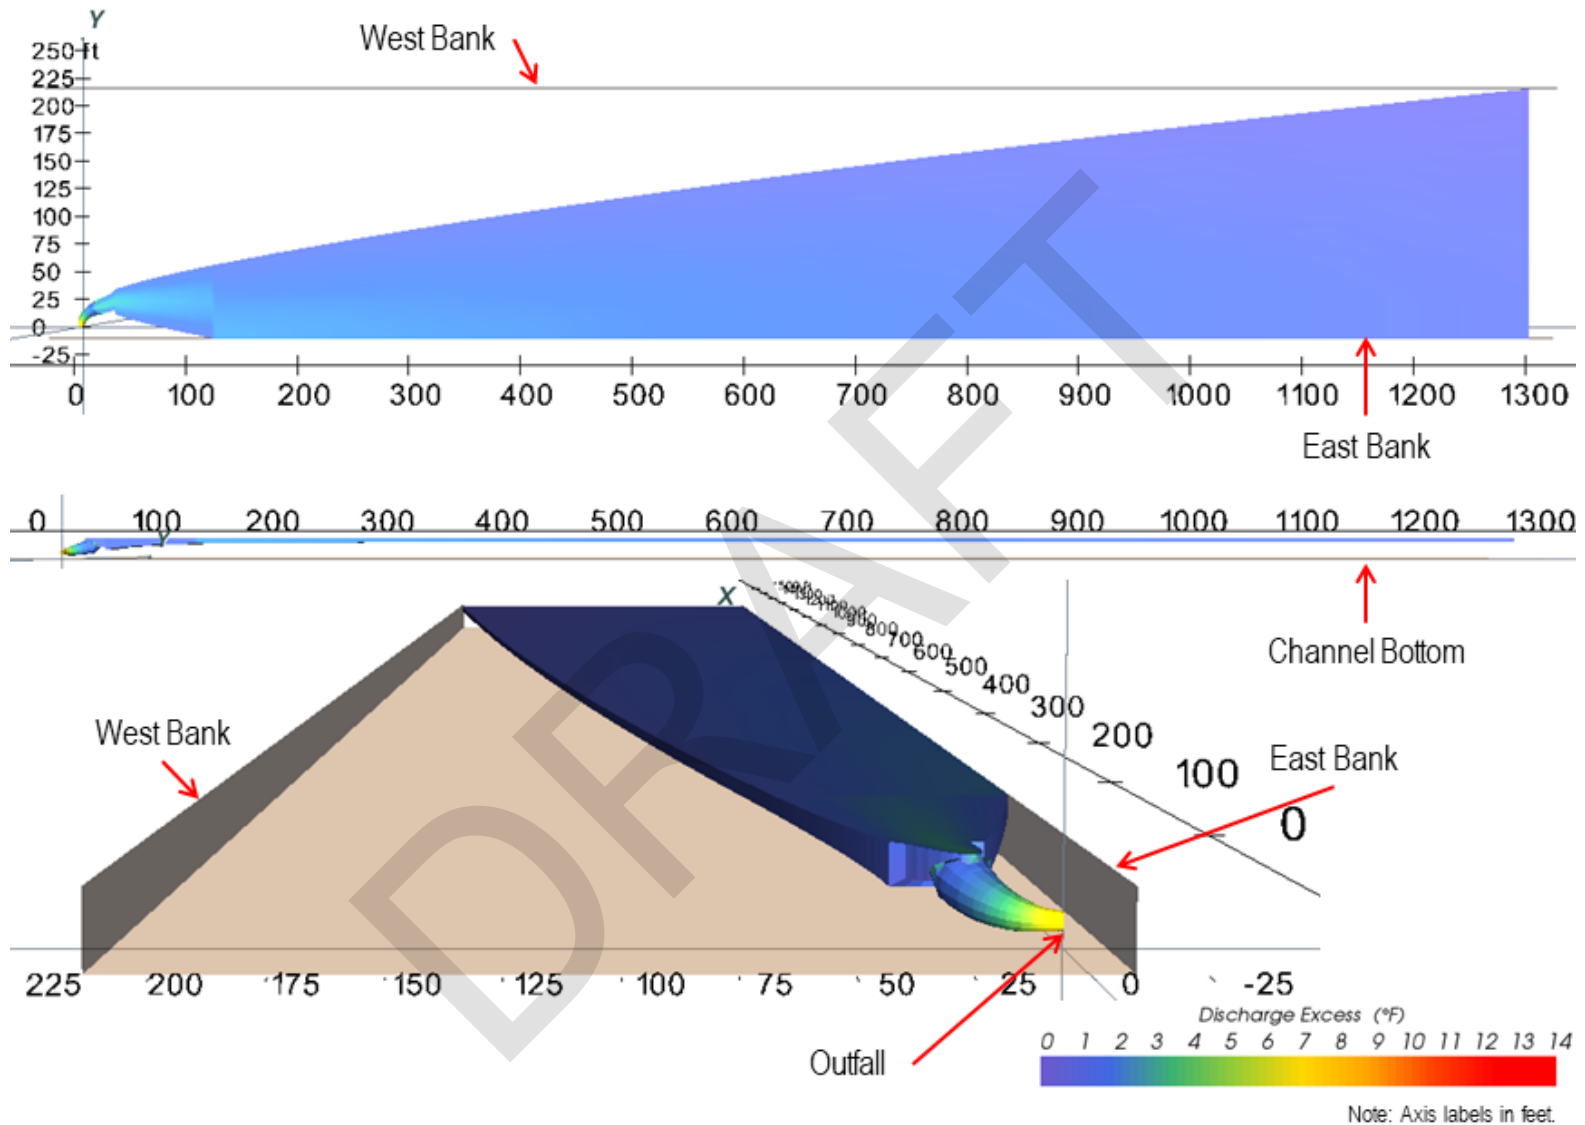 Y
West Bank
250 ft
225
200
175
150
125
100
75
50
25
0
-25
0 100 200 300 400 500 600 700 800 900 1000 1100 1200 1300
East Bank
0 100 200 300 400 500 600 700 800 900 1000 1100 1200 1300
Y
Channel Bottom
X
800
700
600
500
400
300
200
100
0
West Bank
East Bank
225 200 175 150 125 100 75 50 25 0 -25
Outfall
Discharge Excess (°F)
0 1 2 3 4 5 6 7 8 9 10 11 12 13 14
Note: Axis labels in feet.
DRAFT